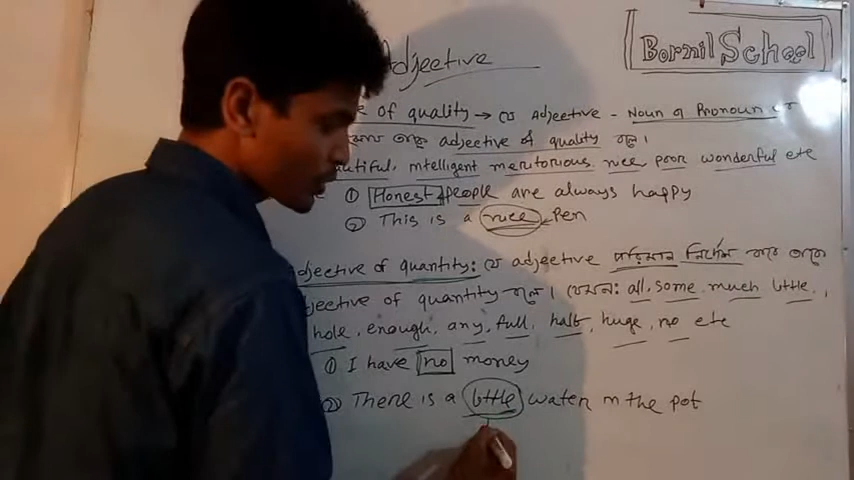 Bornil School
Adjective
of quality → যে Adjective - Noun ও Pronoun
adjective of quality বলে।
beautiful, intelligent, meritorious, nice, poor wonderful etc
① Honest people are always happy
② This is a nice pen
Adjective of quantity: যে adjective পরিমান নির্দেশ করে তাকে
Adjective of quantity বলে। যেমন: all, some, much, little,
whole, enough, any, full, half, huge, no etc
① I have no money
② There is a little water in the pot